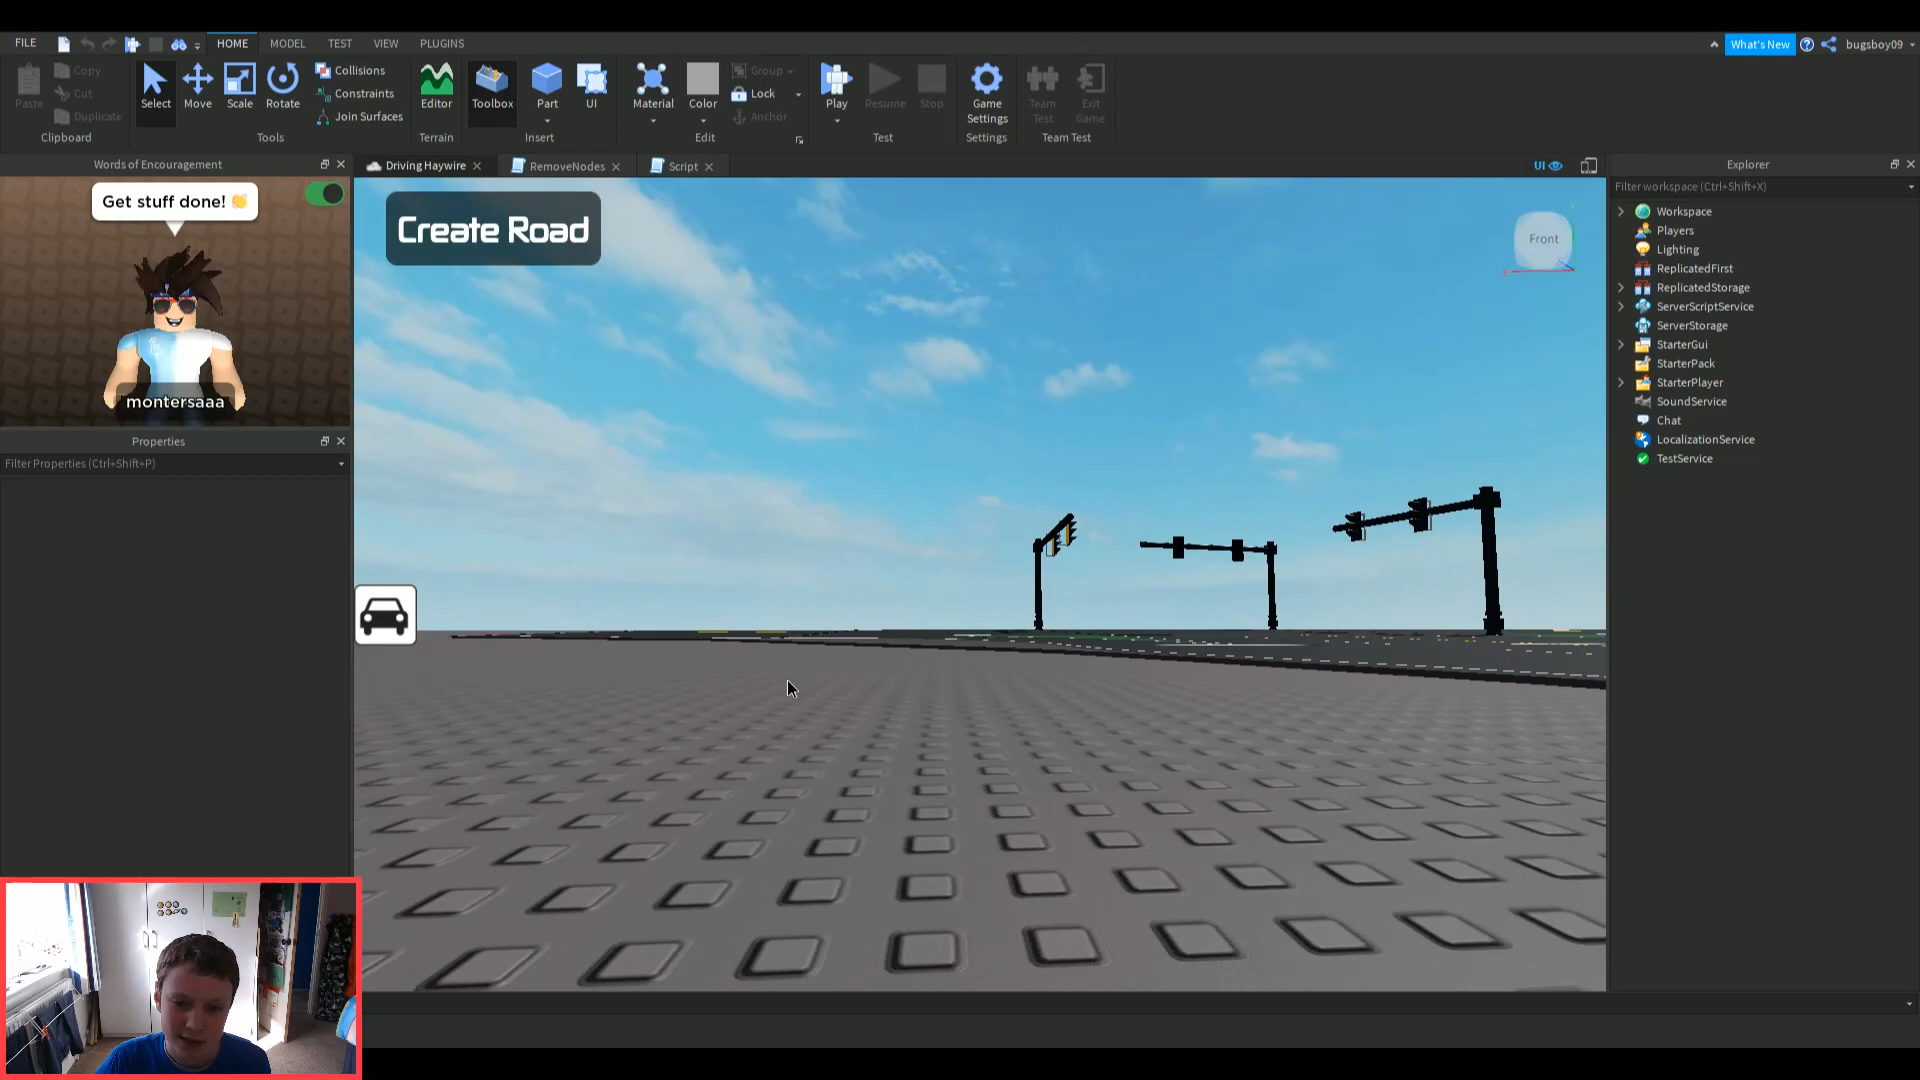 FILE
HOME
MODEL
TEST
VIEW
PLUGINS
What's New
bugsboy09
Paste
Copy
Cut
Duplicate
Clipboard
Select
Move
Scale
Rotate
Collisions
Constraints
Join Surfaces
Tools
Editor
Terrain
Toolbox
Part
UI
Insert
Material
Color
Group
Lock
Anchor
Edit
Play
Resume
Stop
Test
Game
Settings
Settings
Team
Test
Exit
Game
Team Test
Words of Encouragement
Driving Haywire
RemoveNodes
Script
UI
Explorer
Get stuff done! 👏
montersaaa
Properties
Filter Properties (Ctrl+Shift+P)
Create Road
Front
Filter workspace (Ctrl+Shift+X)
Workspace
Players
Lighting
ReplicatedFirst
ReplicatedStorage
ServerScriptService
ServerStorage
StarterGui
StarterPack
StarterPlayer
SoundService
Chat
LocalizationService
TestService